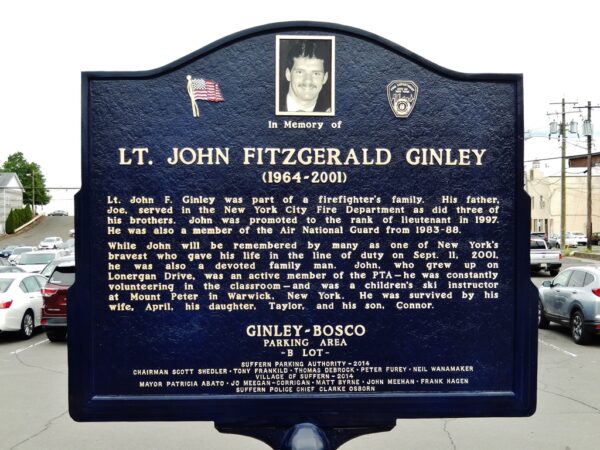 In Memory of
LT. JOHN FITZGERALD GINLEY
(1964-2001)
Lt. John F. Ginley was part of a firefighter's family. His father,
Joe, served in the New York City Fire Department as did three of
his brothers. John was promoted to the rank of lieutenant in 1997.
He was also a member of the Air National Guard from 1983-88.
While John will be remembered by many as one of New York's
bravest who gave his life in the line of duty on Sept. 11, 2001,
he was also a devoted family man. John, who grew up on
Lonergan Drive, was an active member of the PTA—he was constantly
volunteering in the classroom—and was a children's ski instructor
at Mount Peter in Warwick, New York. He was survived by his
wife, April, his daughter, Taylor, and his son, Connor.
GINLEY-BOSCO
PARKING AREA
-B LOT-
SUFFERN PARKING AUTHORITY-2014
CHAIRMAN SCOTT SHEDLER · TONY FRANKILD · THOMAS DEBROCK · PETER FUREY · NEIL WANAMAKER
VILLAGE OF SUFFERN-2014
MAYOR PATRICIA ABATO · JO MEEGAN-CORRIGAN · MATT BYRNE · JOHN MEEHAN · FRANK HAGEN
SUFFERN POLICE CHIEF CLARKE OSBORN